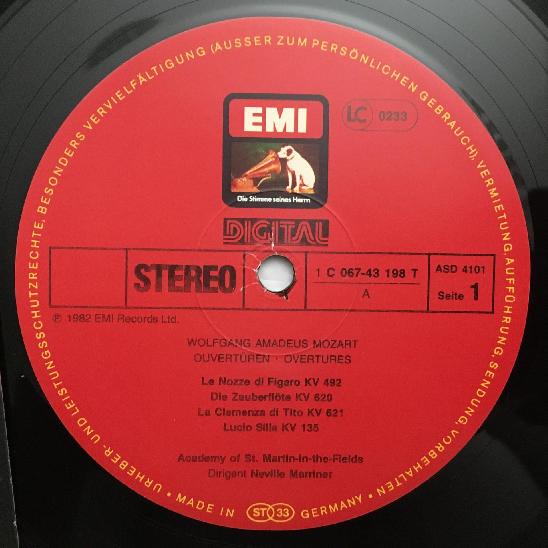 URHEBER- UND LEISTUNGSSCHUTZRECHTE, BESONDERS VERVIELFÄLTIGUNG (AUSSER ZUM PERSÖNLICHEN GEBRAUCH), VERMIETUNG, AUFFÜHRUNG, SENDUNG, VORBEHALTEN •
EMI
LC 0233
Die Stimme seines Herrn
DIGITAL
STEREO
1 C 067-43 198 T
A
ASD 4101
Seite 1
℗ 1982 EMI Records Ltd.
WOLFGANG AMADEUS MOZART
OUVERTÜREN · OVERTURES
Le Nozze di Figaro KV 492
Die Zauberflöte KV 620
La Clemenza di Tito KV 621
Lucio Silla KV 135
Academy of St. Martin-in-the-Fields
Dirigent Neville Marriner
• MADE IN ST 33 GERMANY •